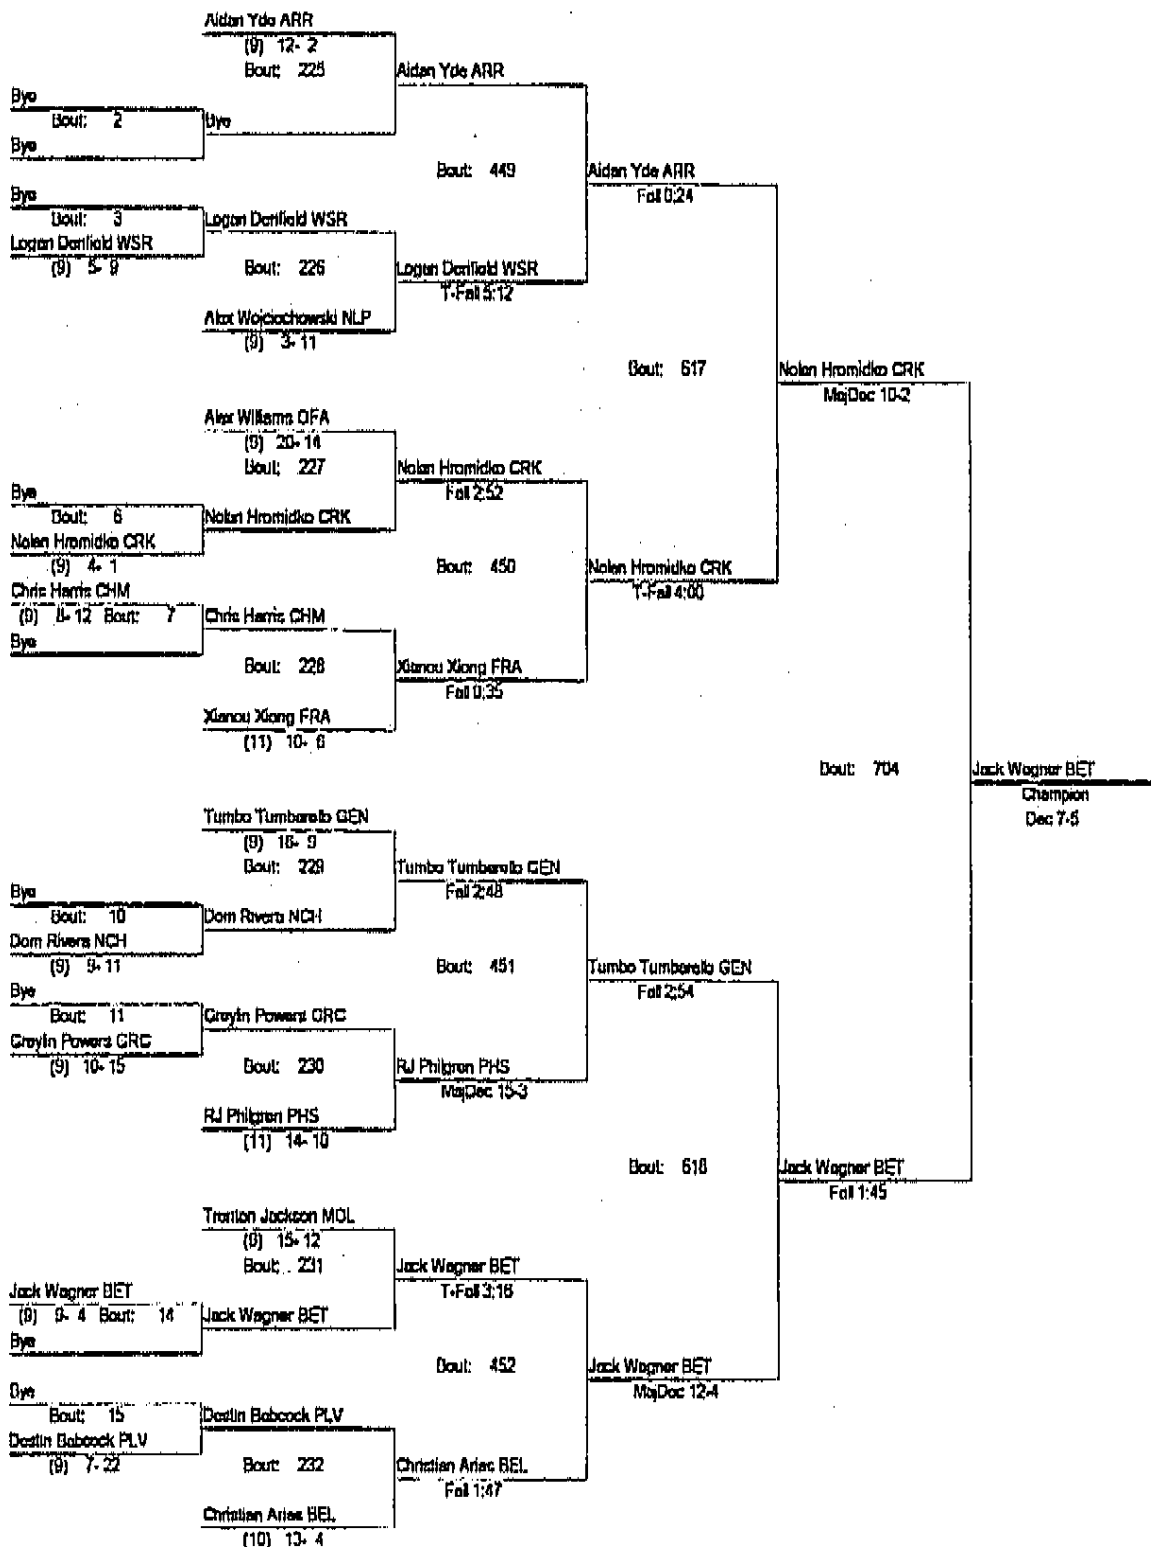 Aidan Yde ARR
(9) 12- 2
Bout: 225
Aidan Yde ARR
Bye
Bout: 2
Bye
Bye
Bout: 449
Aidan Yde ARR
Fall 0:24
Bye
Bout: 3
Logan Denfield WSR
Logan Denfield WSR
(9) 5- 9
Bout: 226
Logan Denfield WSR
T-Fall 5:12
Alex Wojciechowski NLP
(9) 3- 11
Bout: 617
Nolan Hromidko CRK
MajDec 10-2
Alex Williams OFA
(9) 20- 14
Bout: 227
Nolan Hromidko CRK
Fall 2:52
Bye
Bout: 6
Nolan Hromidko CRK
Nolan Hromidko CRK
(9) 4- 1
Bout: 450
Nolan Hromidko CRK
T-Fall 4:00
Chris Harris CHM
(9) 8- 12 Bout: 7
Chris Harris CHM
Bye
Bout: 228
Xianou Xiong FRA
Fall 0:35
Xianou Xiong FRA
(11) 10- 6
Bout: 704
Jack Wagner BET
Champion
Dec 7-5
Tumbo Tumbarello GEN
(9) 16- 9
Bout: 229
Tumbo Tumbarello GEN
Fall 2:48
Bye
Bout: 10
Dom Rivera NCH
Dom Rivera NCH
(9) 9- 11
Bout: 451
Tumbo Tumbarello GEN
Fall 2:54
Bye
Bout: 11
Greylin Powers GRC
Greylin Powers GRC
(9) 10- 15
Bout: 230
RJ Philgren PHS
MajDec 15-3
RJ Philgren PHS
(11) 14- 10
Bout: 618
Jack Wagner BET
Fall 1:45
Trenton Jackson MOL
(9) 15- 12
Bout: 231
Jack Wagner BET
T-Fall 3:16
Jack Wagner BET
(9) 9- 4 Bout: 14
Jack Wagner BET
Bye
Bout: 452
Jack Wagner BET
MajDec 12-4
Bye
Bout: 15
Destin Babcock PLV
Destin Babcock PLV
(9) 7- 22
Bout: 232
Christian Arias BEL
Fall 1:47
Christian Arias BEL
(10) 13- 4